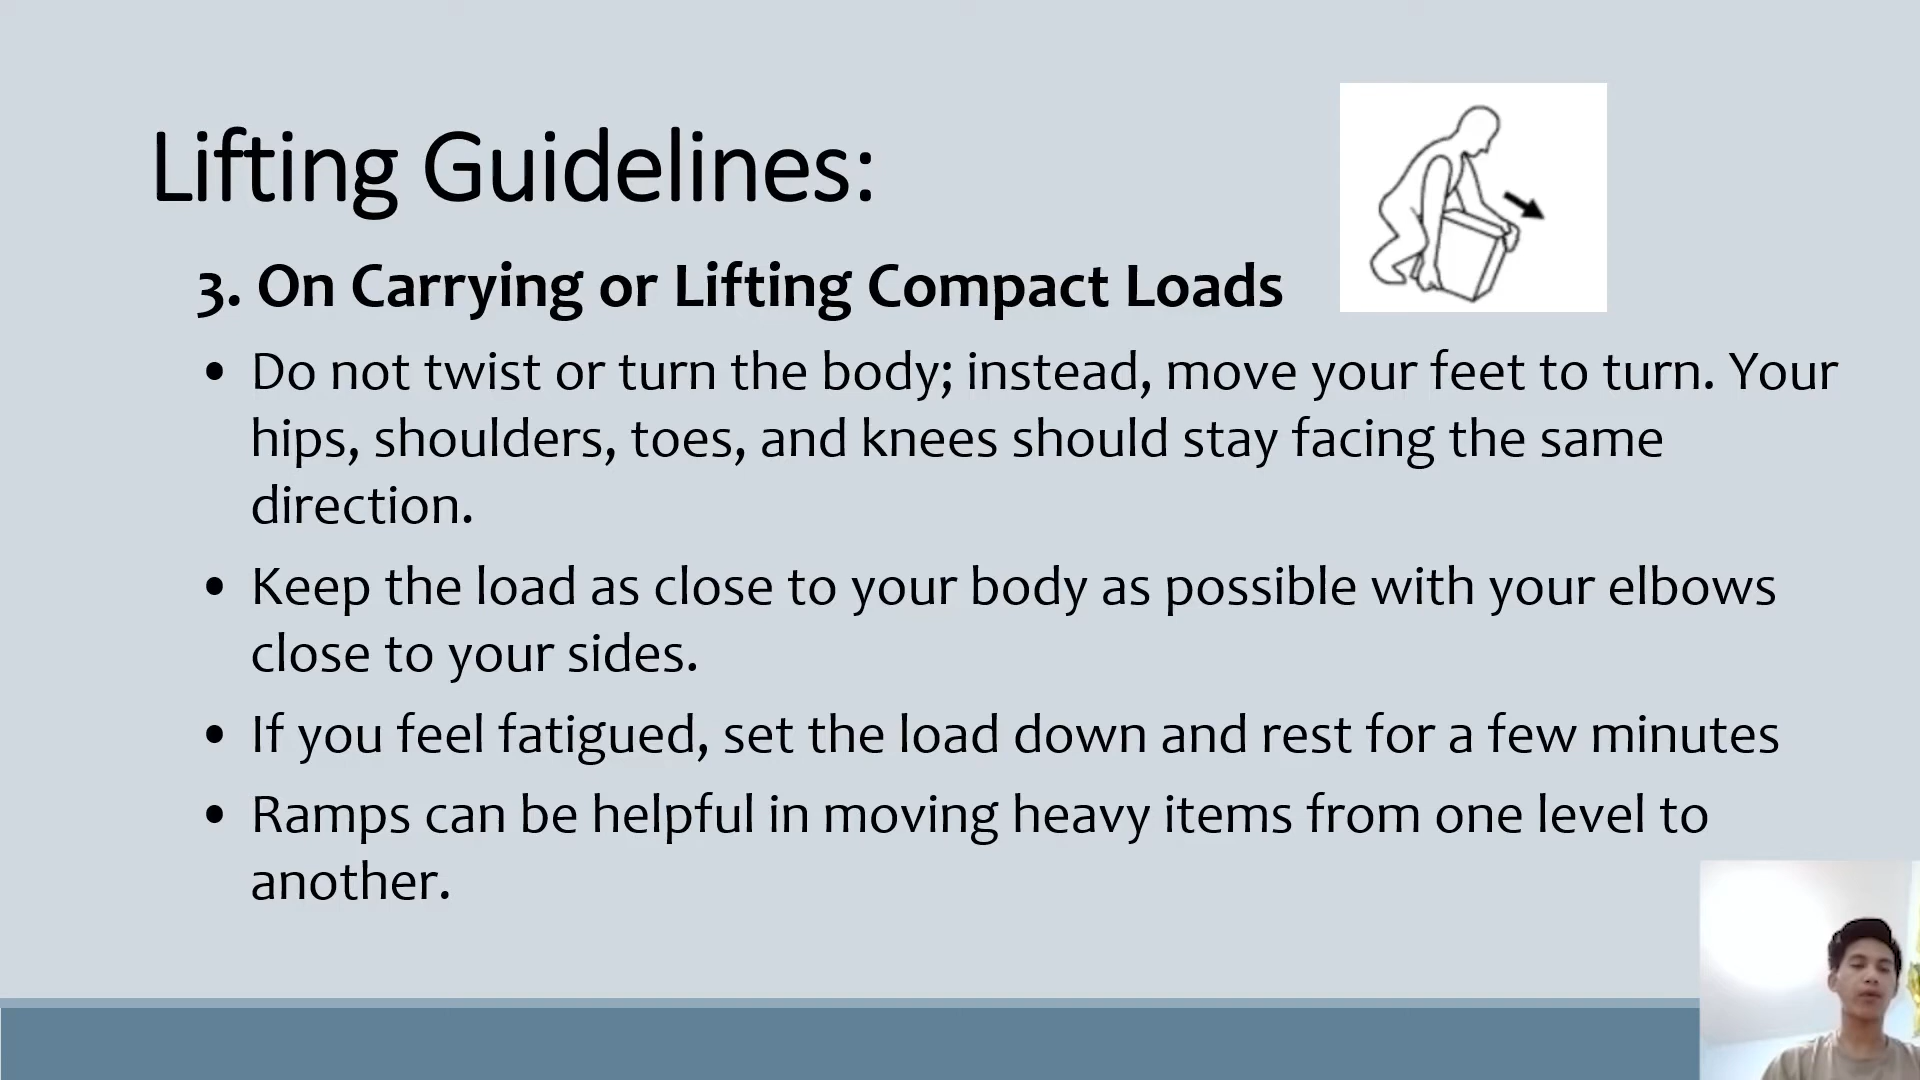 Lifting Guidelines:
3. On Carrying or Lifting Compact Loads
• Do not twist or turn the body; instead, move your feet to turn. Your
hips, shoulders, toes, and knees should stay facing the same
direction.
• Keep the load as close to your body as possible with your elbows
close to your sides.
• If you feel fatigued, set the load down and rest for a few minutes
• Ramps can be helpful in moving heavy items from one level to
another.